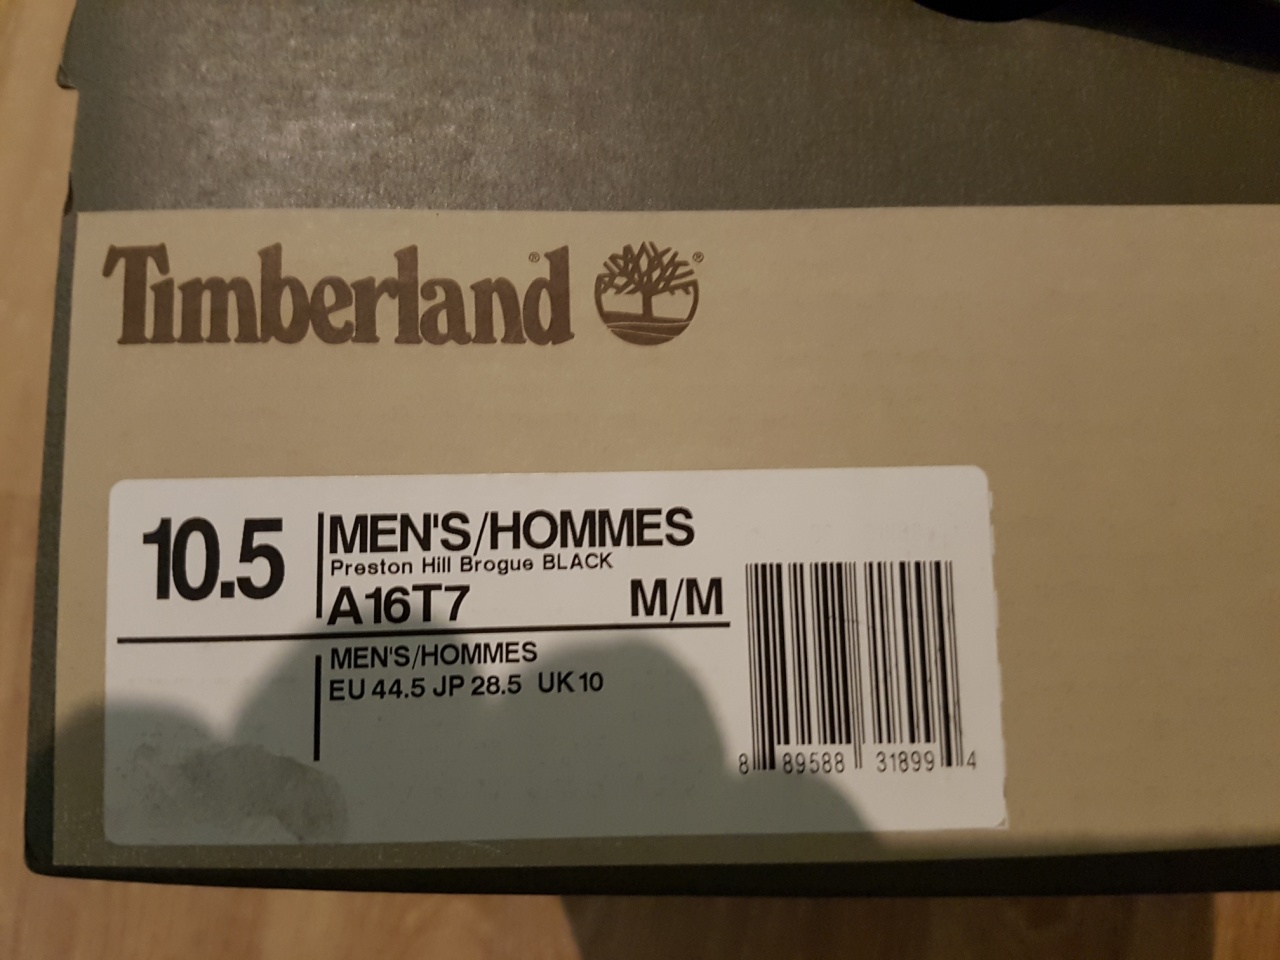 Timberland®
®
10.5
MEN'S/HOMMES
Preston Hill Brogue BLACK
A16T7 M/M
MEN'S/HOMMES
EU 44.5 JP 28.5 UK 10
8 89588 31899 4